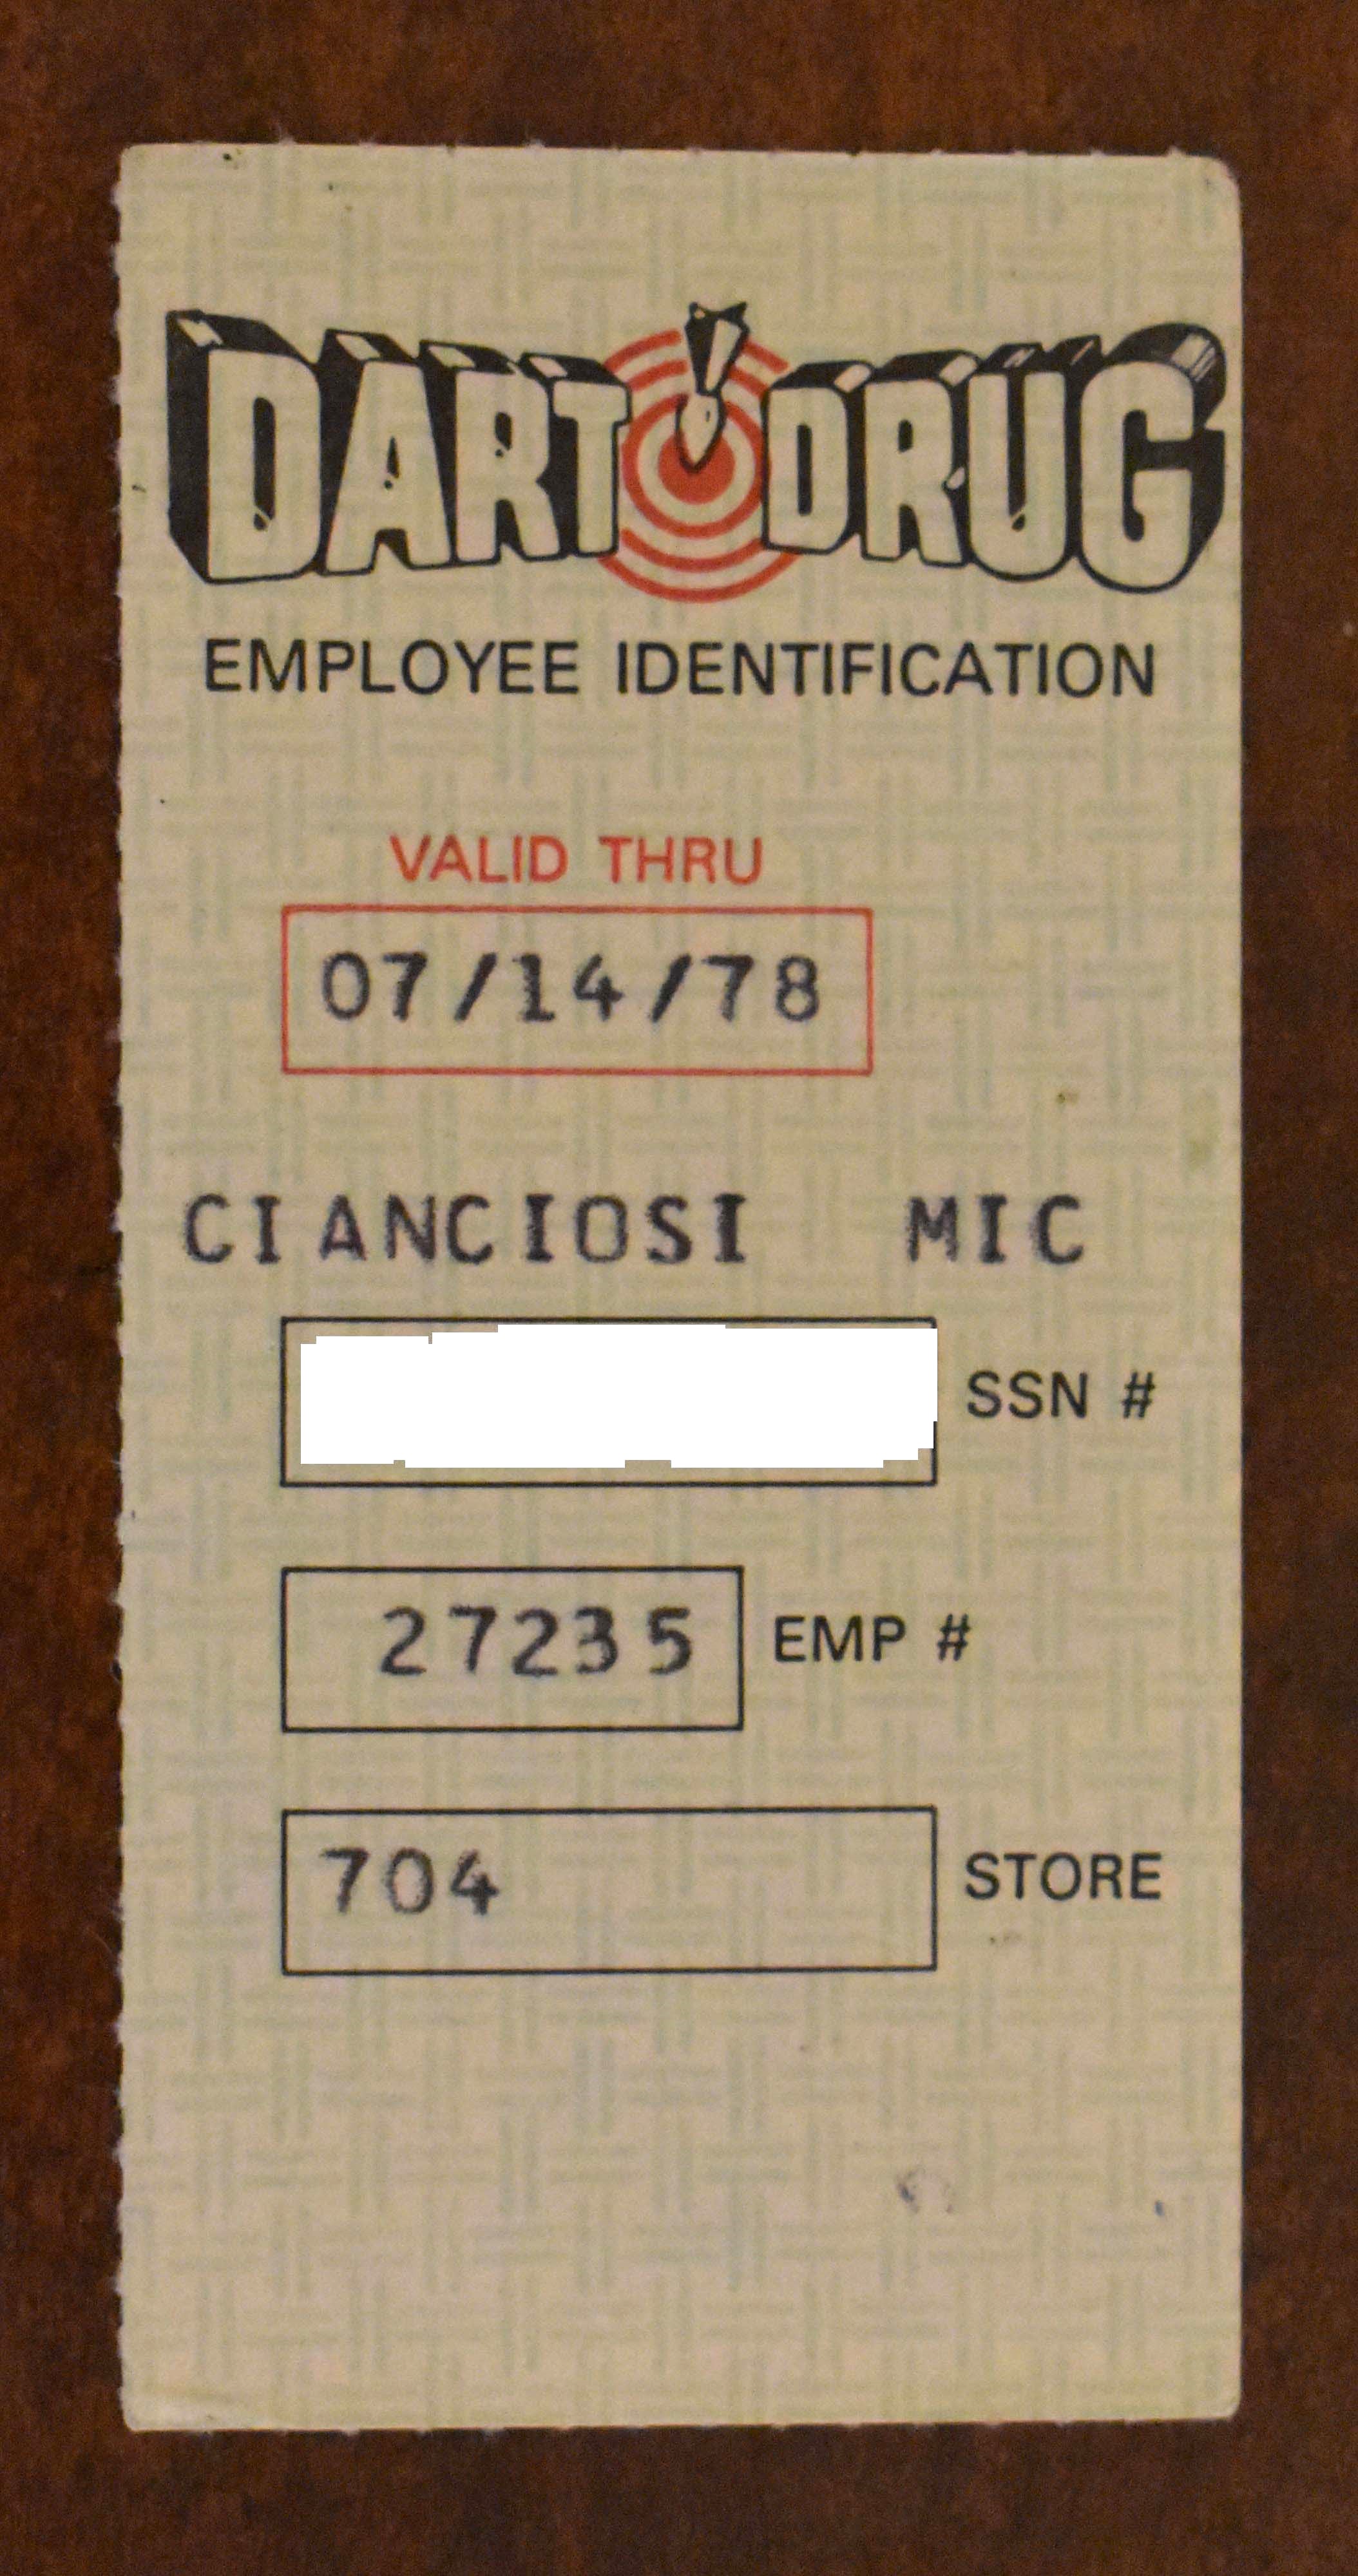 DART DRUG
EMPLOYEE IDENTIFICATION
VALID THRU
07/14/78
CIANCIOSI MIC
SSN #
27235 EMP #
704 STORE